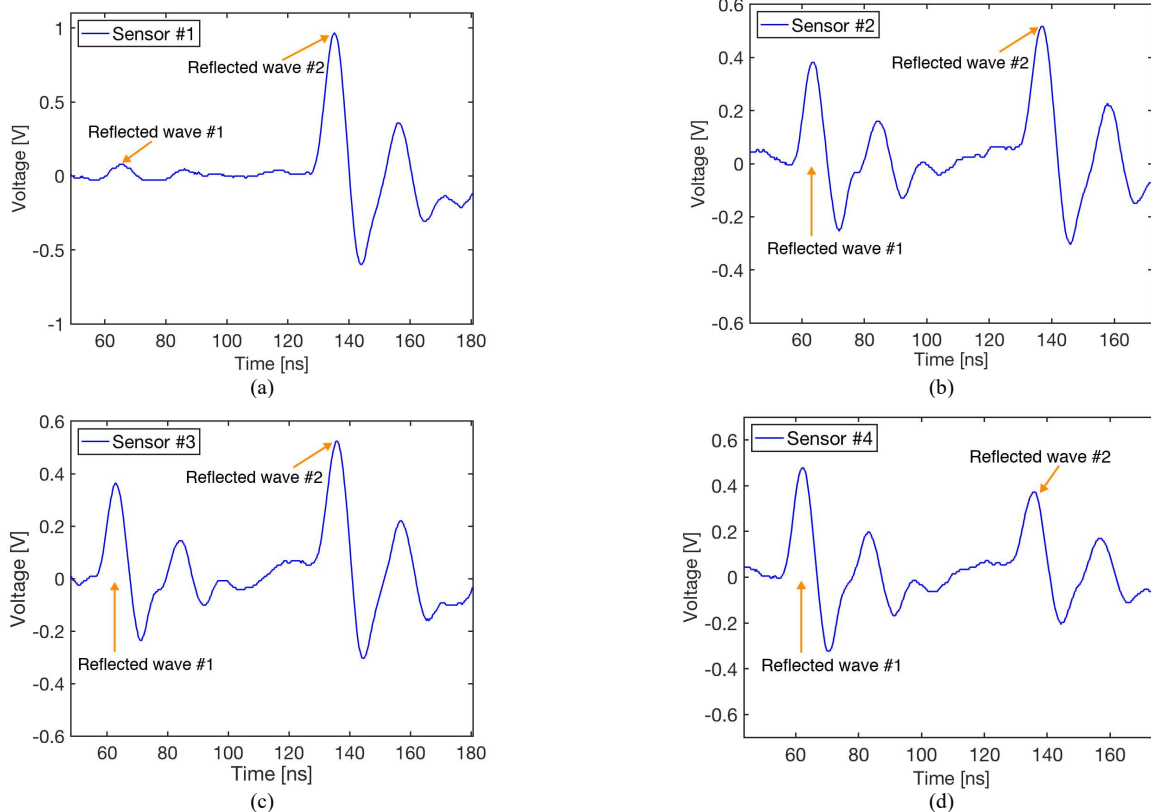 Sensor #1
Reflected wave #2
Reflected wave #1
Voltage [V]
1
0.5
0
-0.5
-1
60 80 100 120 140 160 180
Time [ns]
(a)
Sensor #2
Reflected wave #2
Reflected wave #1
Voltage [V]
0.6
0.4
0.2
0
-0.2
-0.4
-0.6
60 80 100 120 140 160
Time [ns]
(b)
Sensor #3
Reflected wave #2
Reflected wave #1
Voltage [V]
0.6
0.4
0.2
0
-0.2
-0.4
-0.6
60 80 100 120 140 160 180
Time [ns]
(c)
Sensor #4
Reflected wave #2
Reflected wave #1
Voltage [V]
0.6
0.4
0.2
0
-0.2
-0.4
-0.6
60 80 100 120 140 160
Time [ns]
(d)